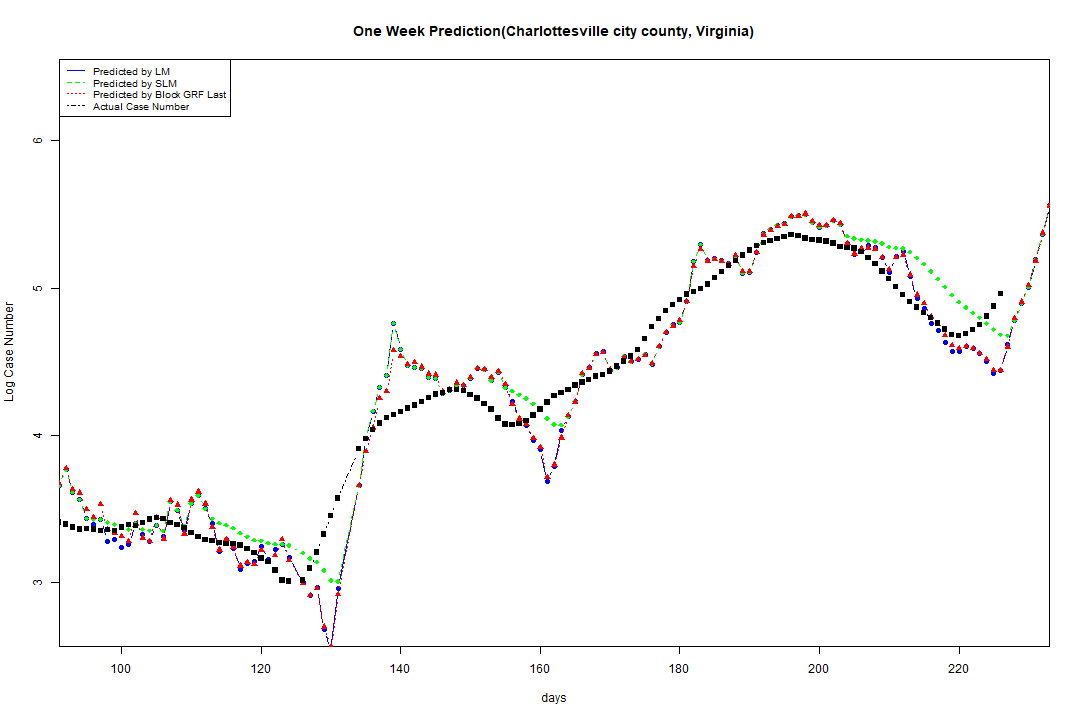 One Week Prediction(Charlottesville city county, Virginia)
Predicted by LM
Predicted by SLM
Predicted by Block GRF Last
Actual Case Number
6
5
4
3
Log Case Number
100 120 140 160 180 200 220
days